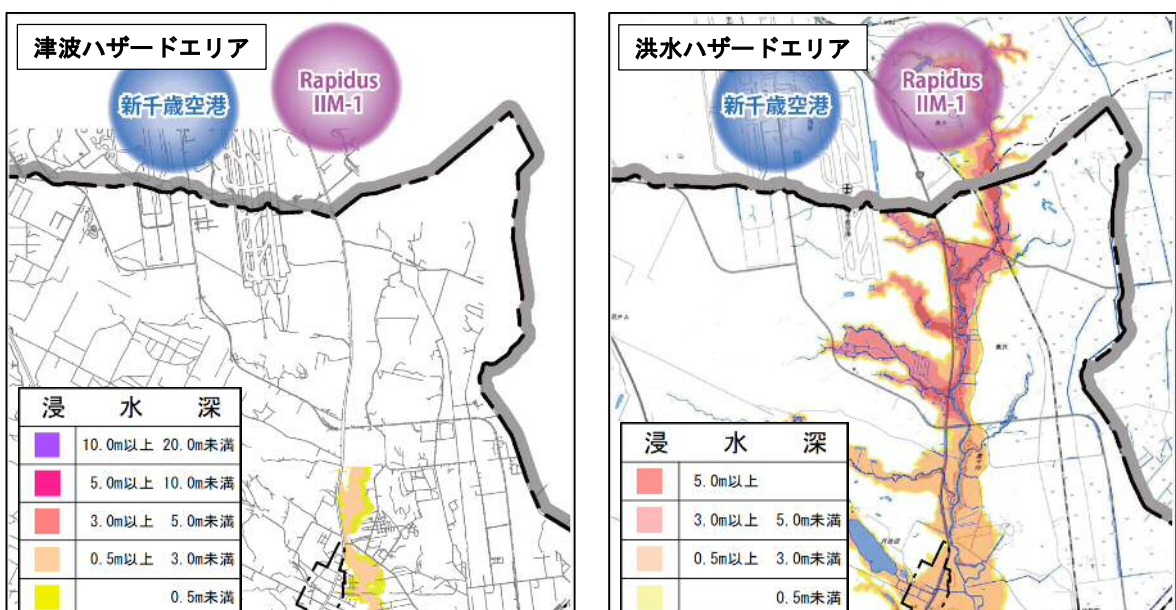 津波ハザードエリア
新千歳空港
Rapidus
IIM-1
浸 水 深
10.0m以上 20.0m未満
5.0m以上 10.0m未満
3.0m以上 5.0m未満
0.5m以上 3.0m未満
0.5m未満
洪水ハザードエリア
新千歳空港
Rapidus
IIM-1
浸 水 深
5.0m以上
3.0m以上 5.0m未満
0.5m以上 3.0m未満
0.5m未満